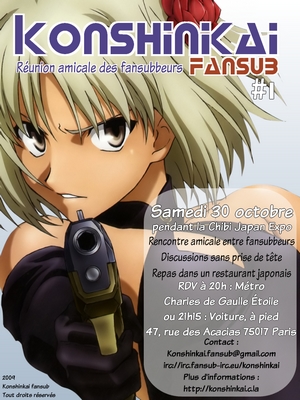 Konshinkai
Réunion amicale des fansubbeurs
FANSUB
#1
Samedi 30 octobre
pendant la Chibi Japan Expo
Rencontre amicale entre fansubbeurs
Discussions sans prise de tête
Repas dans un restaurant japonais
RDV à 20h : Métro
Charles de Gaulle Étoile
ou 21h15 : Voiture, à pied
47, rue des Acacias 75017 Paris
Contact :
Konshinkai.fansub@gmail.com
irc//irc.fansub-irc.eu/konshinkai
Plus d'informations :
http://konshinkai.c.la
2009
Konshinkai fansub
Tout droits réservés